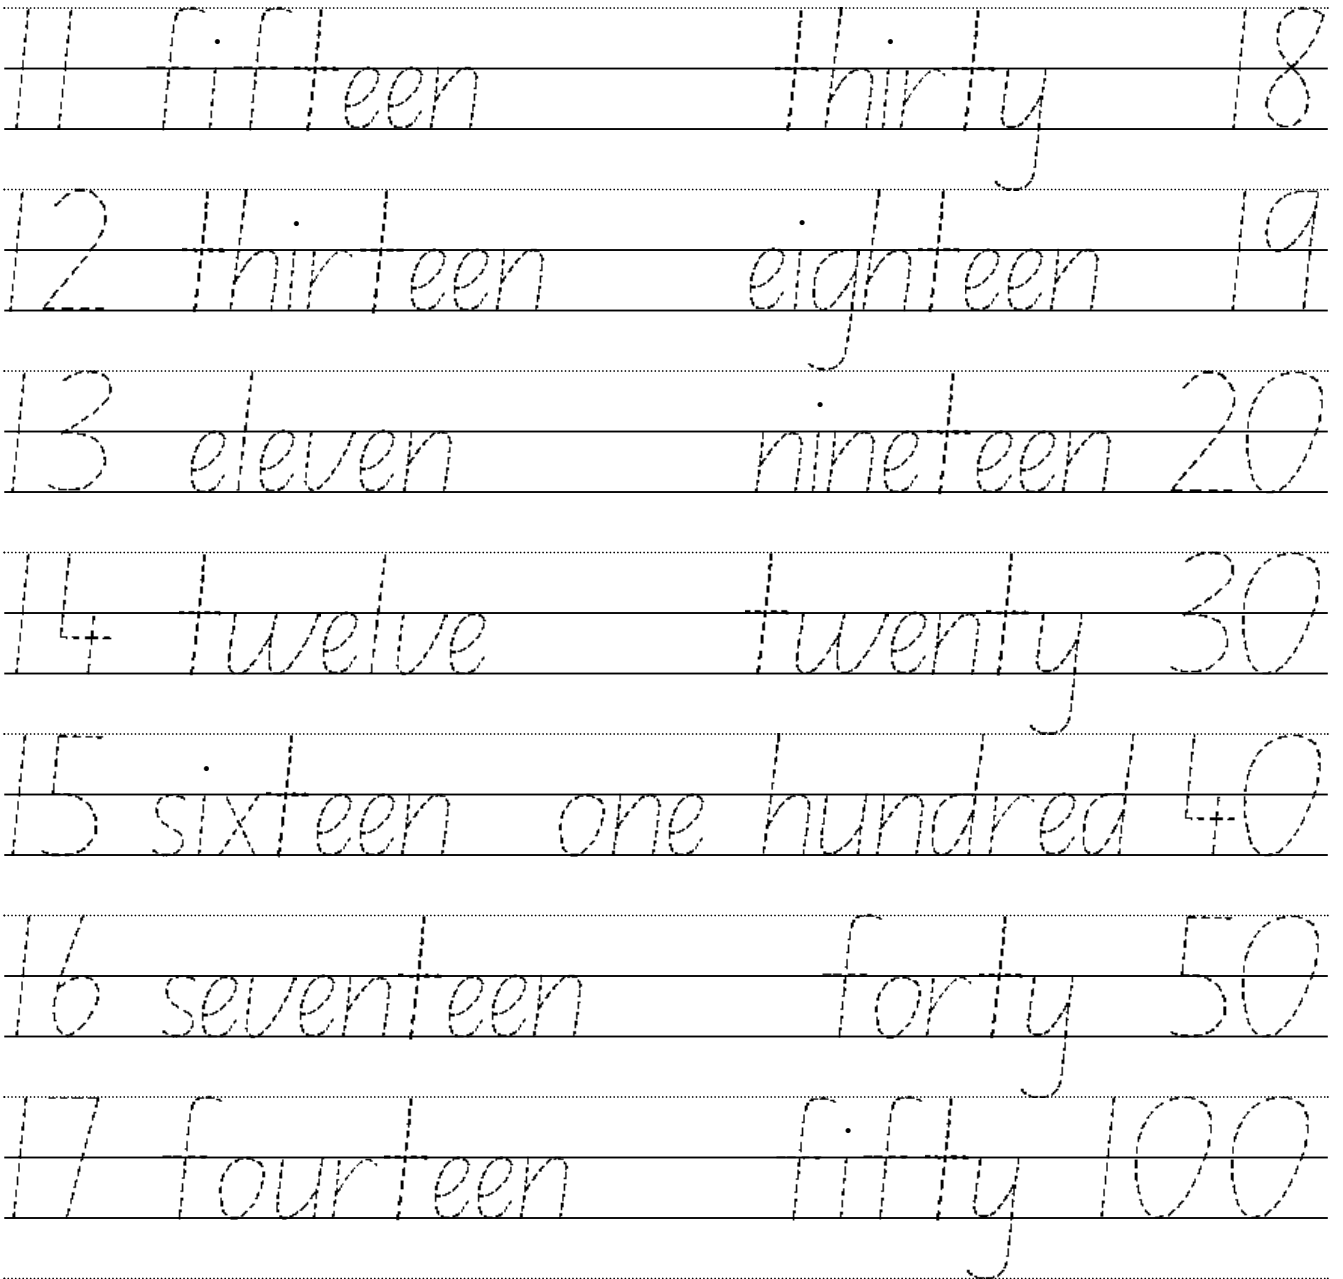 11 fifteen thirty 18
12 thirteen eighteen 19
13 eleven nineteen 20
14 twelve twenty 30
15 sixteen one hundred 40
16 seventeen forty 50
17 fourteen fifty 100